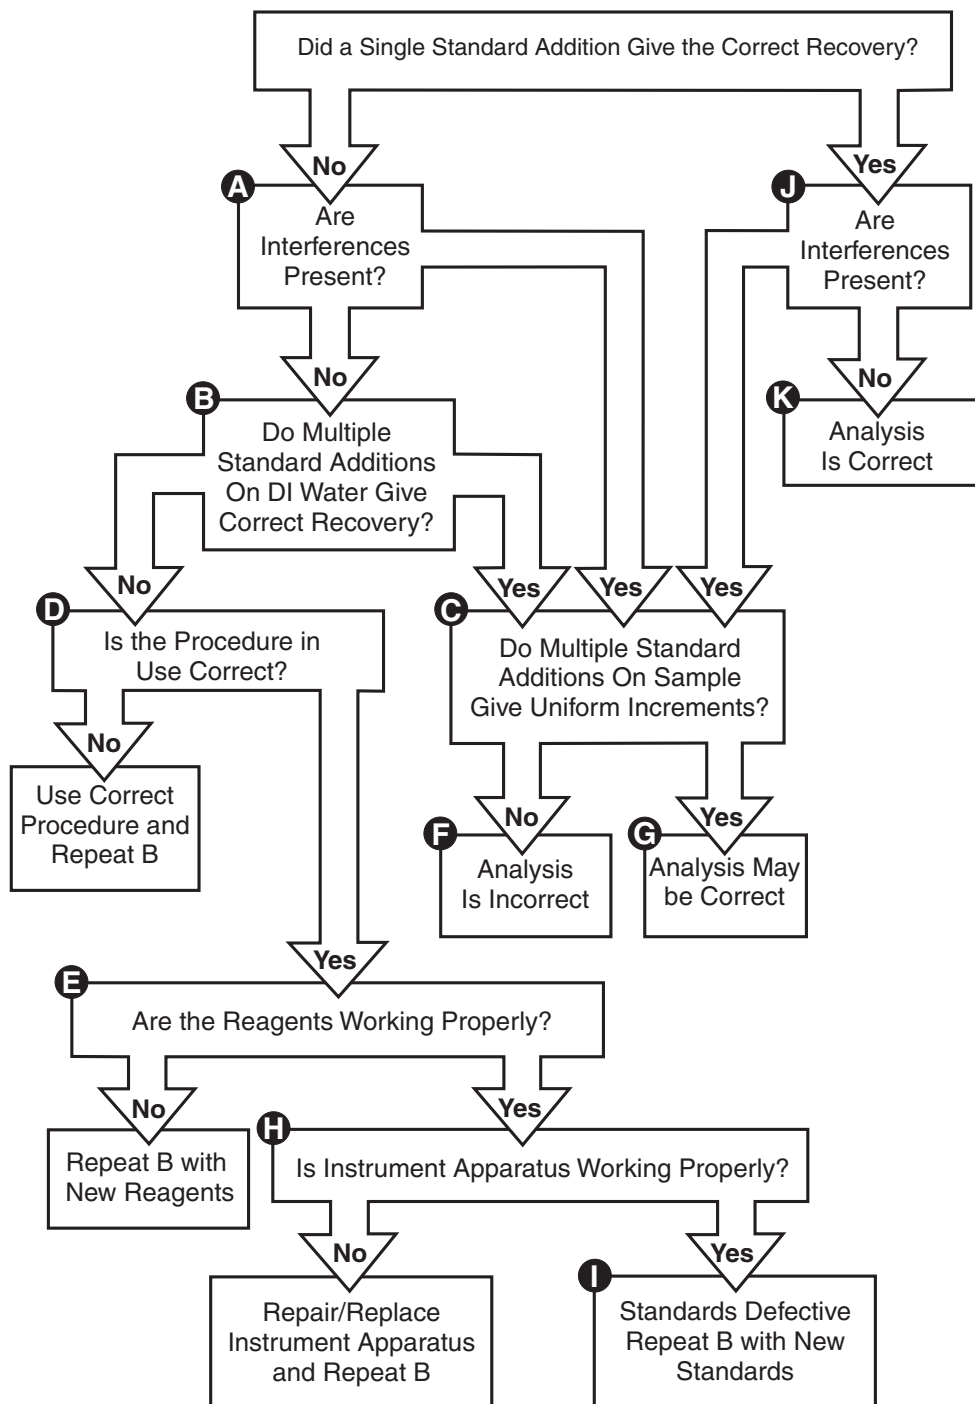 Did a Single Standard Addition Give the Correct Recovery?
No
Yes
A
Are
Interferences
Present?
J
Are
Interferences
Present?
No
No
B
Do Multiple
Standard Additions
On DI Water Give
Correct Recovery?
K
Analysis
Is Correct
No
Yes
Yes
Yes
D
Is the Procedure in
Use Correct?
C
Do Multiple Standard
Additions On Sample
Give Uniform Increments?
No
Use Correct
Procedure and
Repeat B
No
Yes
F
Analysis
Is Incorrect
G
Analysis May
be Correct
Yes
E
Are the Reagents Working Properly?
No
Yes
Repeat B with
New Reagents
H
Is Instrument Apparatus Working Properly?
No
Yes
Repair/Replace
Instrument Apparatus
and Repeat B
I
Standards Defective
Repeat B with New
Standards